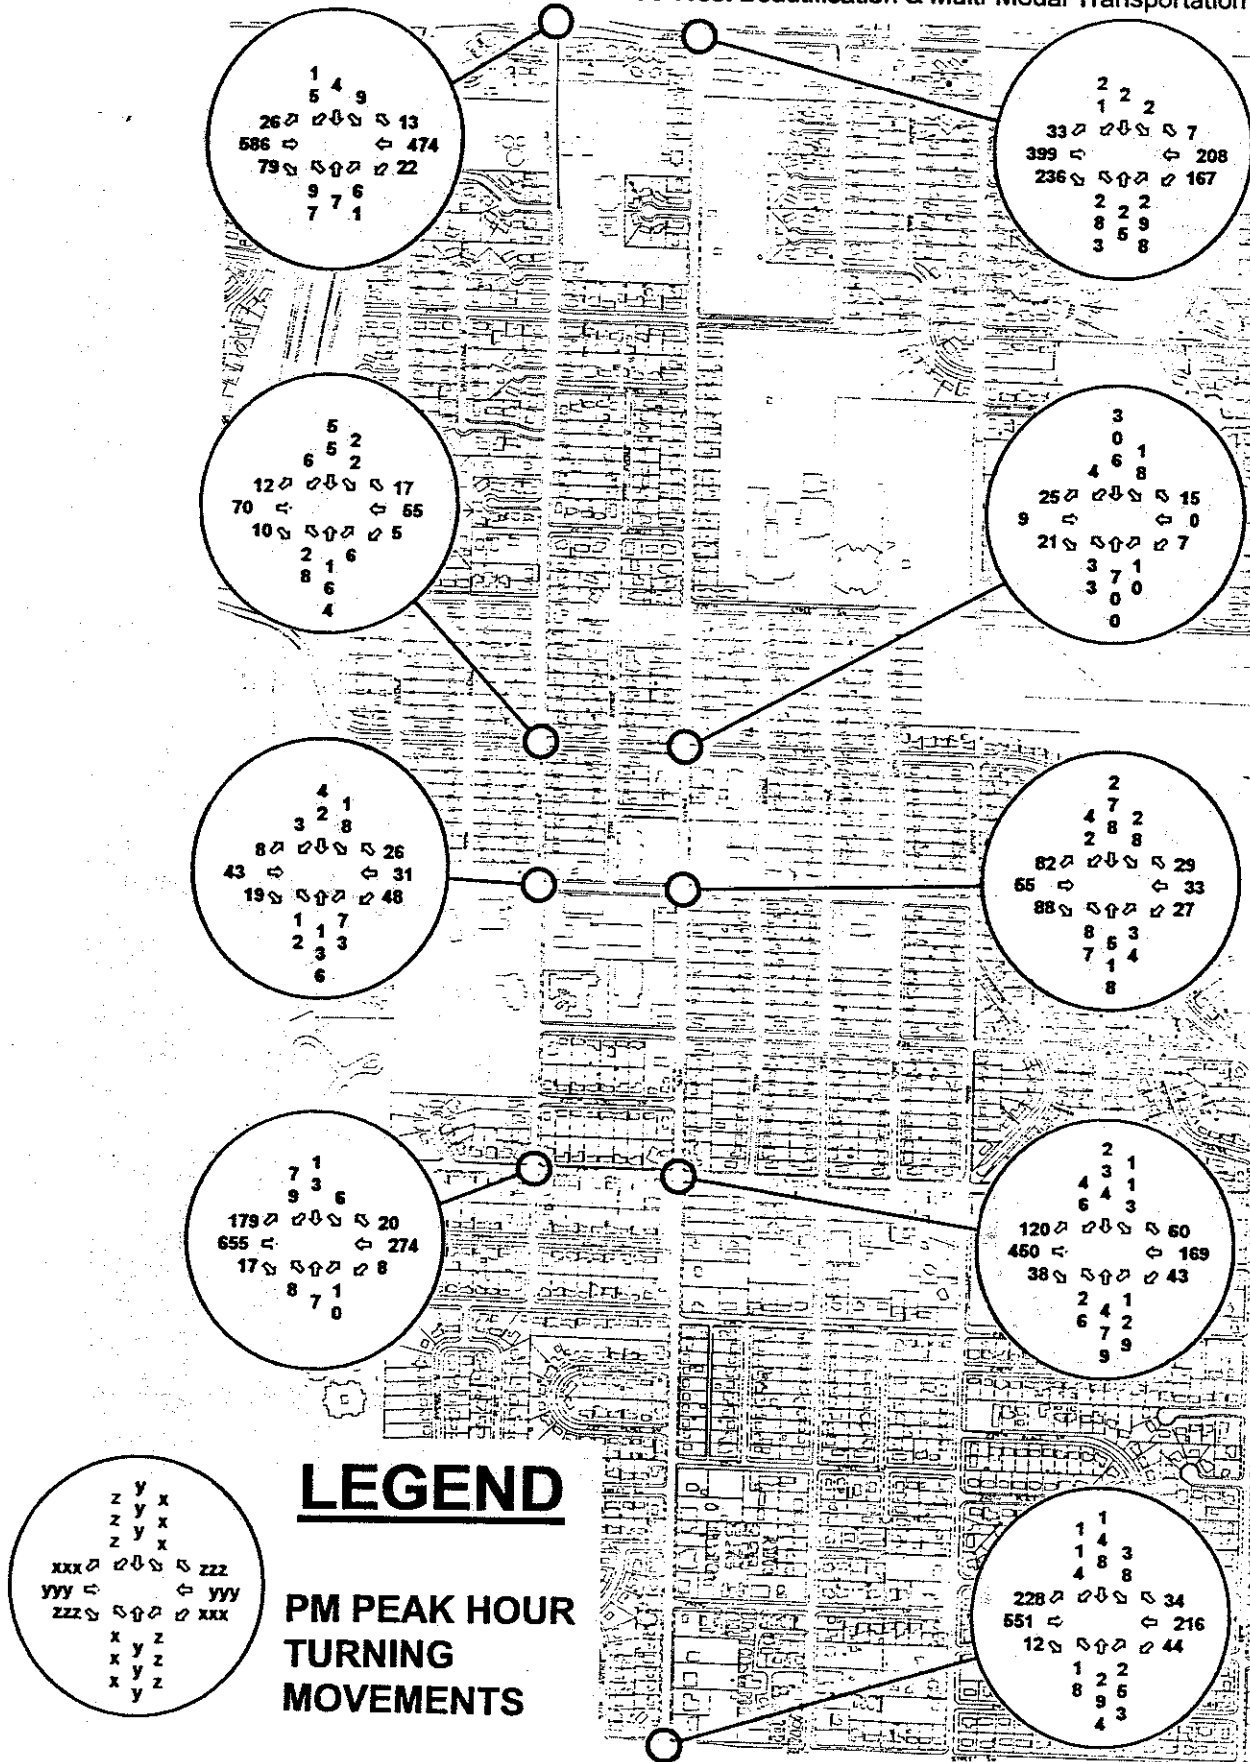 Beautification & Multi-Modal Transportation
1
5 4 9
26 13
586 474
79 22
9 7 6
7 1
2 2 2
1
33 7
399 208
236 167
2 2 2
8 5 9
3 8
5 2
6 5 2
12 17
70 55
10 5
2 1 6
8 6
4
3
0 1
4 6 8
25 15
9 0
21 7
3 7 1
3 0 0
0
4 1
3 2 8
8 26
43 31
19 48
1 1 7
2 3 3
6
2
4 7 2
2 8 8
82 29
55 33
88 27
8 5 3
7 1 4
8
7 1
9 3 6
179 20
655 274
17 8
8 7 1
0
2 1
4 3 1
6 4 3
120 60
450 169
38 43
2 4 1
6 7 2
9 9
1
1 4 3
1 8 8
4
228 34
551 216
12 44
1 2 2
8 9 5
4 3
z y x
z y x
z y x
xxx zzz
yyy yyy
zzz xxx
x y z
x y z
x y z
LEGEND
PM PEAK HOUR
TURNING
MOVEMENTS